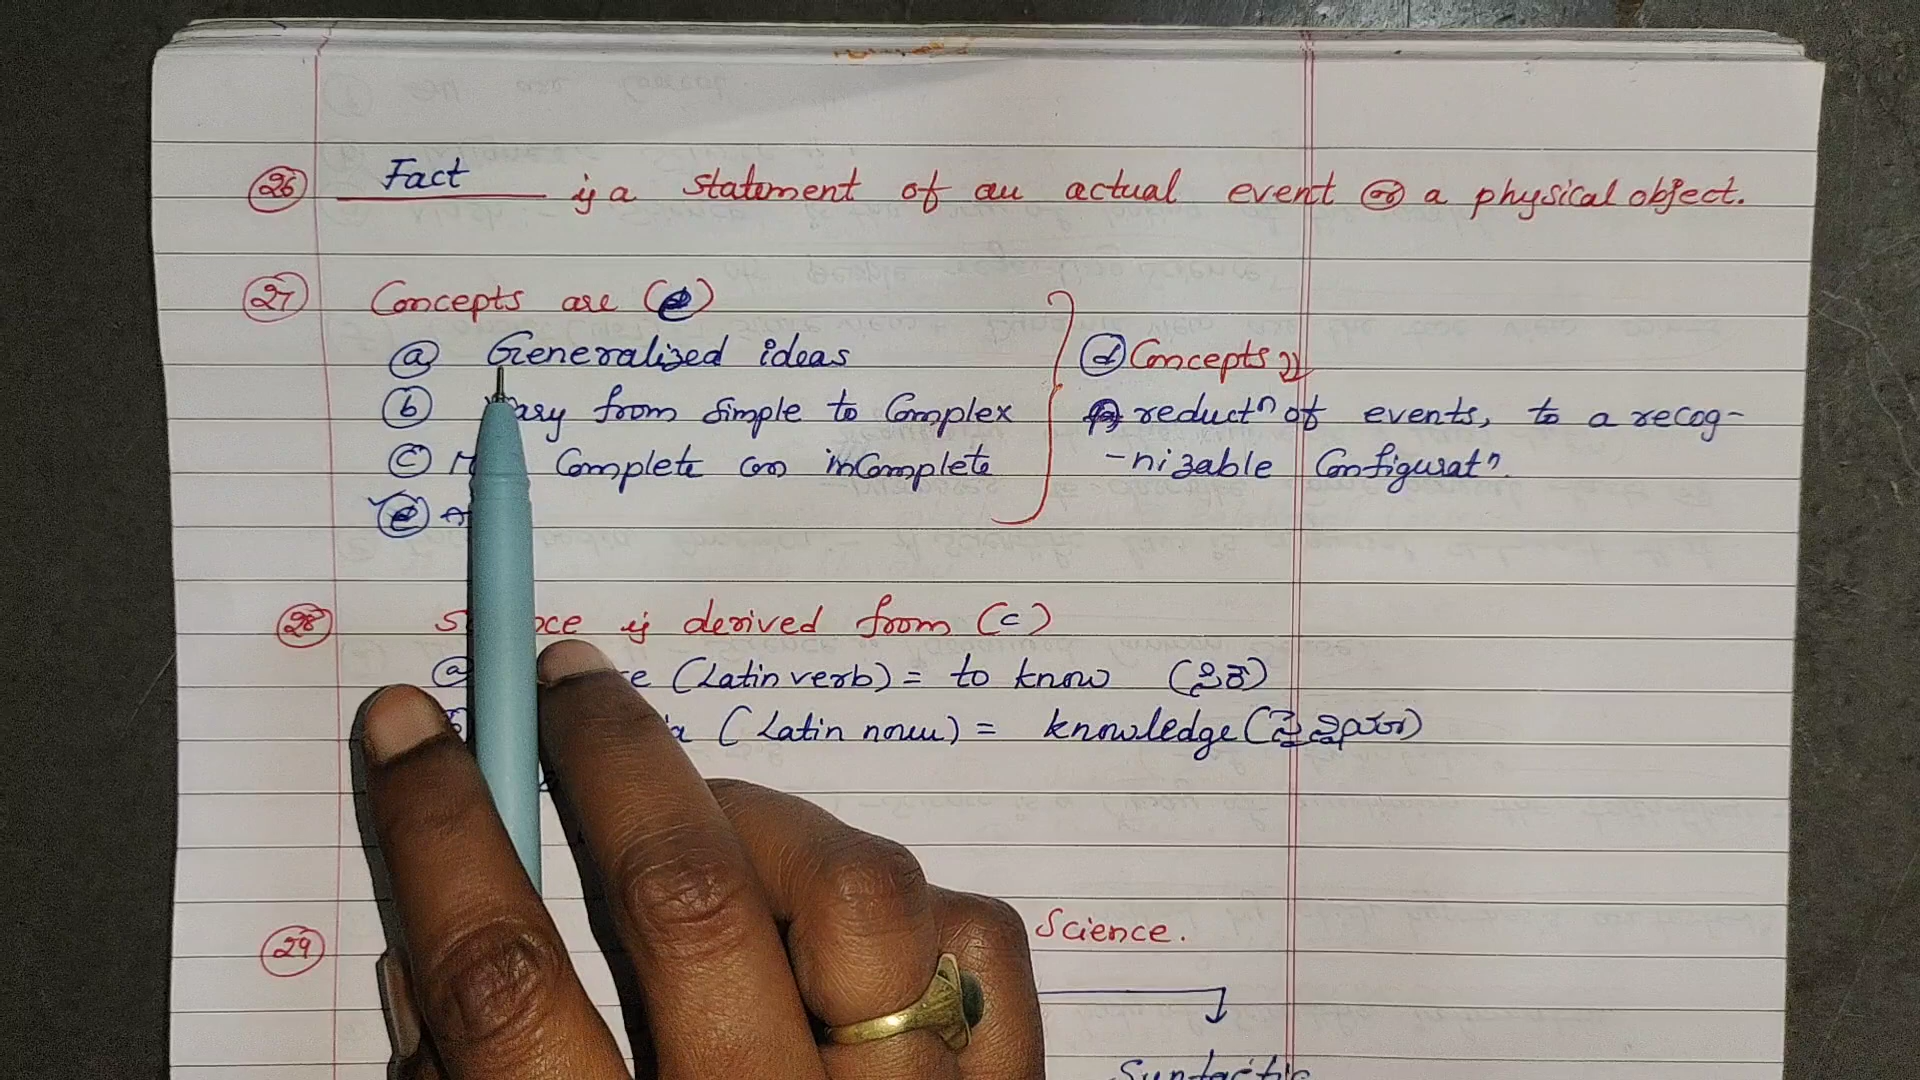 26 Fact is a statement of an actual event or a physical object.
27 Concepts are (e)
a Generalized ideas
b Vary from simple to Complex
c Complete or inComplete
e A
d Concepts =
reductⁿ of events, to a recog-
-nizable Configuratⁿ.
28 is derived from (c)
a (Latin verb) = to know
(Latin noun) = knowledge
29 Science.
Syntactic